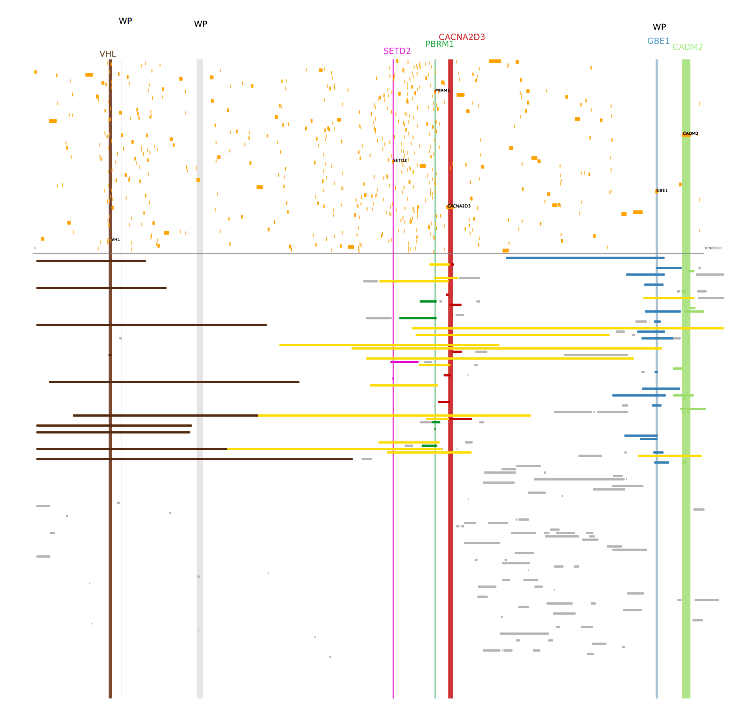 WP
WP
WP
CACNA2D3
GBE1
PBRM1
CADM2
SETD2
VHL
PBRM1
CADM2
SETD2
GBE1
CACNA2D3
VHL